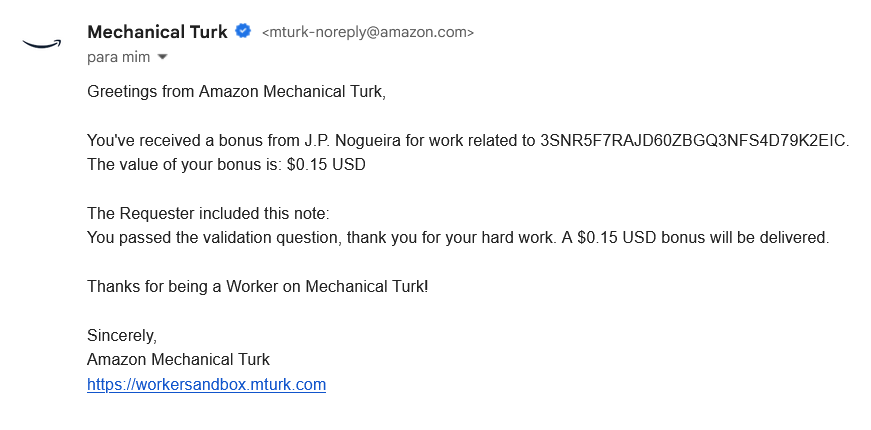 Mechanical Turk <mturk-noreply@amazon.com>
para mim
Greetings from Amazon Mechanical Turk,
You've received a bonus from J.P. Nogueira for work related to 3SNR5F7RAJD60ZBGQ3NFS4D79K2EIC.
The value of your bonus is: $0.15 USD
The Requester included this note:
You passed the validation question, thank you for your hard work. A $0.15 USD bonus will be delivered.
Thanks for being a Worker on Mechanical Turk!
Sincerely,
Amazon Mechanical Turk
https://workersandbox.mturk.com